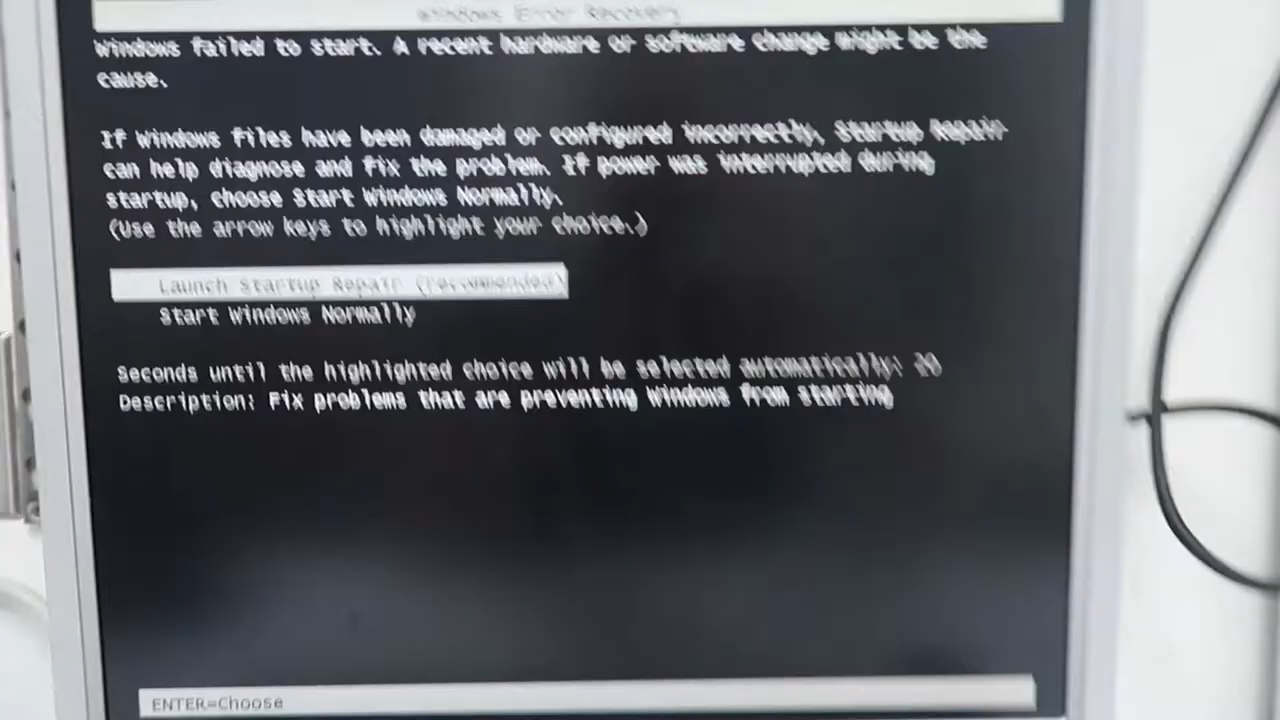 Windows Error Recovery
Windows failed to start. A recent hardware or software change might be the
cause.
If Windows files have been damaged or configured incorrectly, Startup Repair
can help diagnose and fix the problem. If power was interrupted during
startup, choose Start Windows Normally.
(Use the arrow keys to highlight your choice.)
Launch Startup Repair (recommended)
Start Windows Normally
Seconds until the highlighted choice will be selected automatically:
Description: Fix problems that are preventing Windows from starting
ENTER=Choose